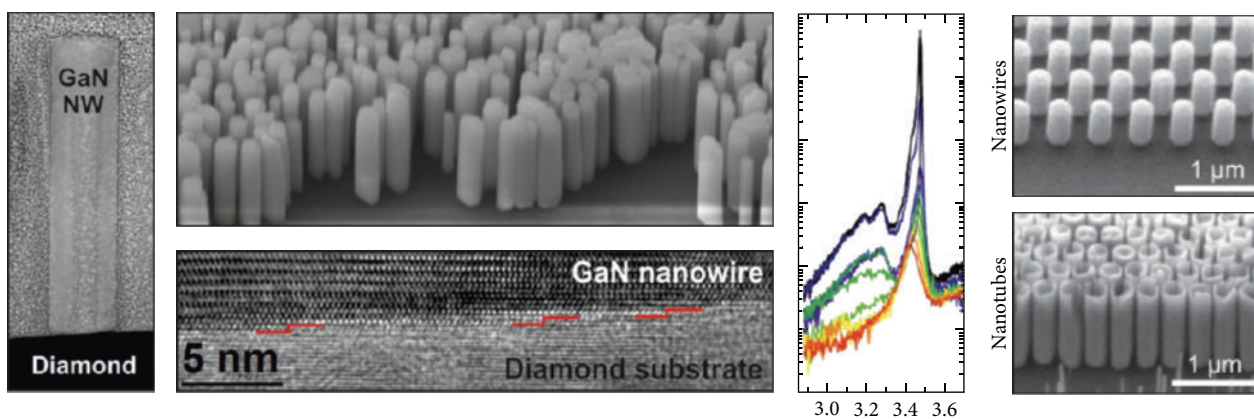 GaN
NW
Diamond
GaN nanowire
5 nm
Diamond substrate
3.0 3.2 3.4 3.6
Nanowires
1 µm
Nanotubes
1 µm